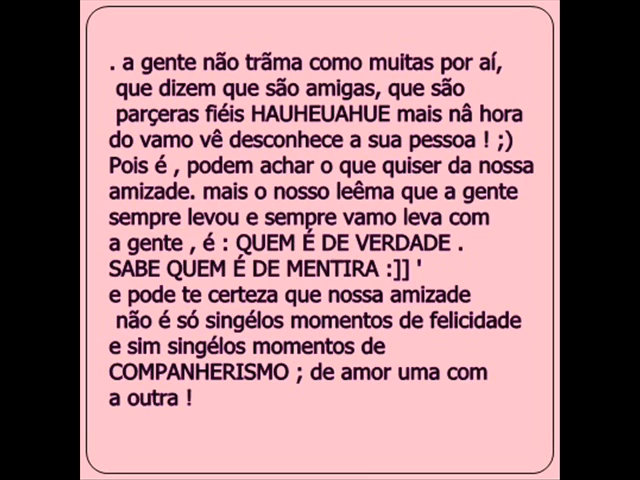 . a gente não trãma como muitas por aí,
que dizem que são amigas, que são
parçeras fiéis HAUHEUAHUE mais nâ hora
do vamo vê desconhece a sua pessoa ! ;)
Pois é , podem achar o que quiser da nossa
amizade. mais o nosso leêma que a gente
sempre levou e sempre vamo leva com
a gente , é : QUEM É DE VERDADE .
SABE QUEM É DE MENTIRA :]] '
e pode te certeza que nossa amizade
não é só singélos momentos de felicidade
e sim singélos momentos de
COMPANHERISMO ; de amor uma com
a outra !